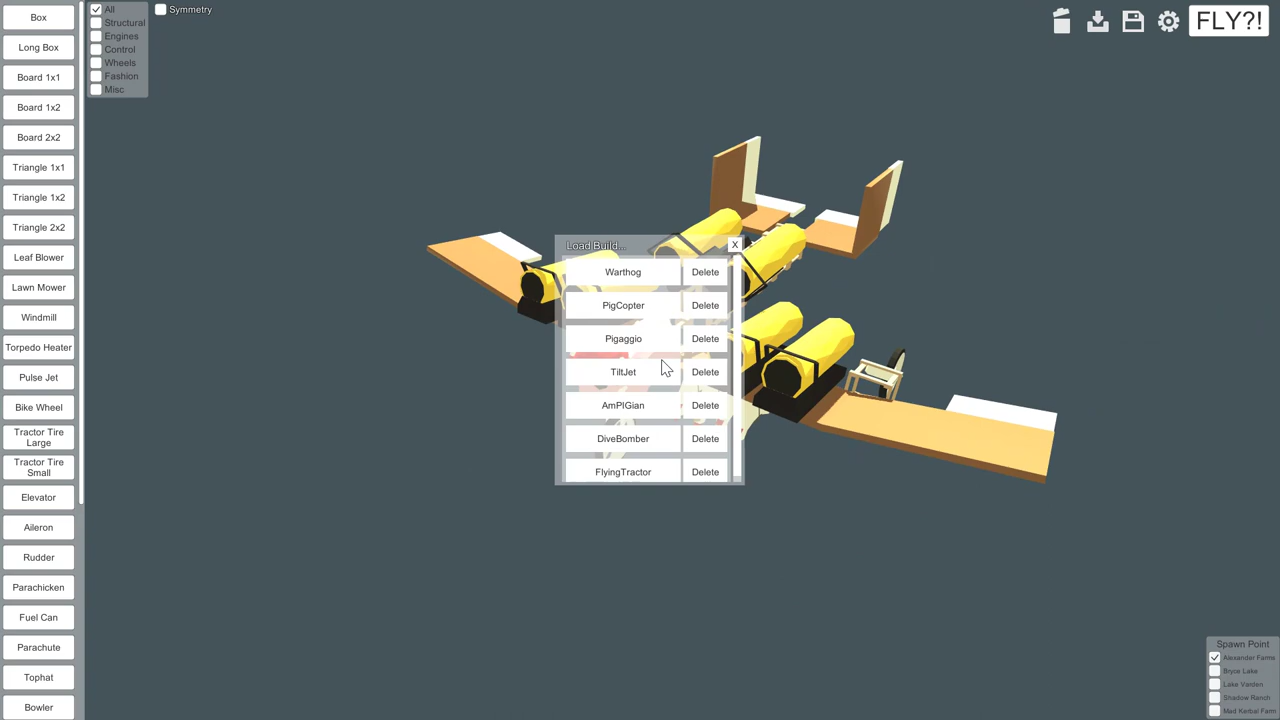 Box
Long Box
Board 1x1
Board 1x2
Board 2x2
Triangle 1x1
Triangle 1x2
Triangle 2x2
Leaf Blower
Lawn Mower
Windmill
Torpedo Heater
Pulse Jet
Bike Wheel
Tractor Tire
Large
Tractor Tire
Small
Elevator
Aileron
Rudder
Parachicken
Fuel Can
Parachute
Tophat
Bowler
All
Structural
Engines
Control
Wheels
Fashion
Misc
Symmetry
FLY?!
Load Build...
X
Warthog Delete
PigCopter Delete
Pigaggio Delete
TiltJet Delete
AmPIGian Delete
DiveBomber Delete
FlyingTractor Delete
Spawn Point
Alexander Farms
Bryce Lake
Lake Varden
Shadow Ranch
Mad Kerbal Farm